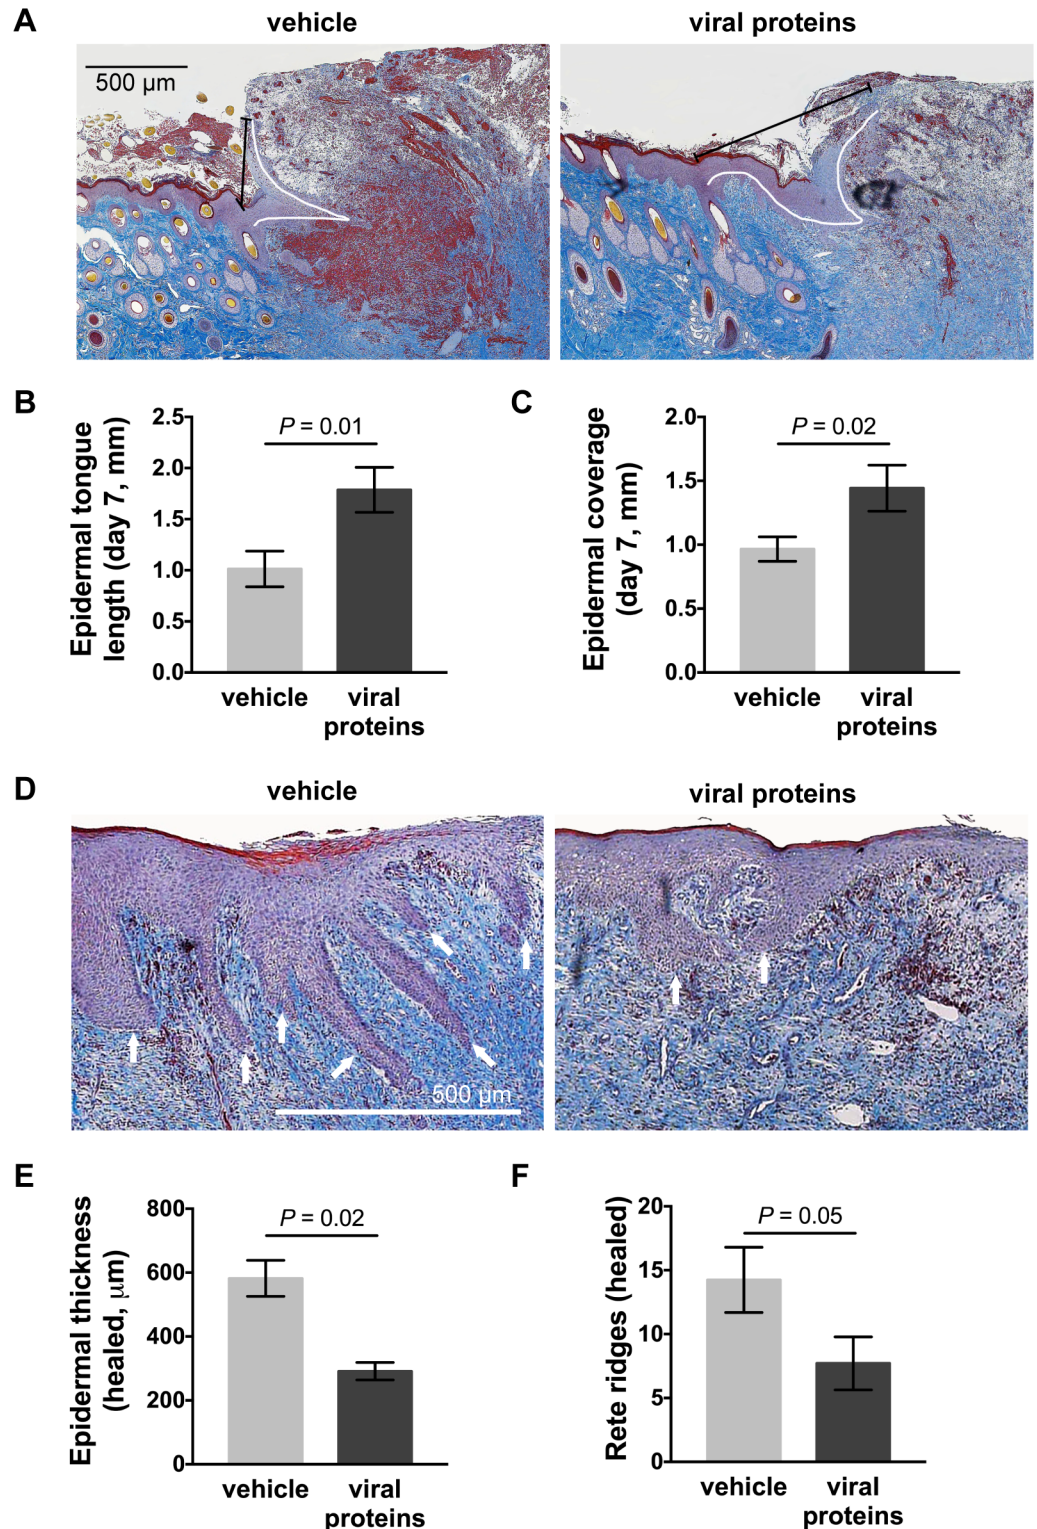 A
vehicle
viral proteins
500 µm
B
Epidermal tongue
length (day 7, mm)
2.5
2.0
1.5
1.0
0.5
0.0
P = 0.01
vehicle
viral
proteins
C
Epidermal coverage
(day 7, mm)
2.0
1.5
1.0
0.5
0.0
P = 0.02
vehicle
viral
proteins
D
vehicle
viral proteins
500 µm
E
Epidermal thickness
(healed, µm)
800
600
400
200
0
P = 0.02
vehicle
viral
proteins
F
Rete ridges (healed)
20
15
10
5
0
P = 0.05
vehicle
viral
proteins